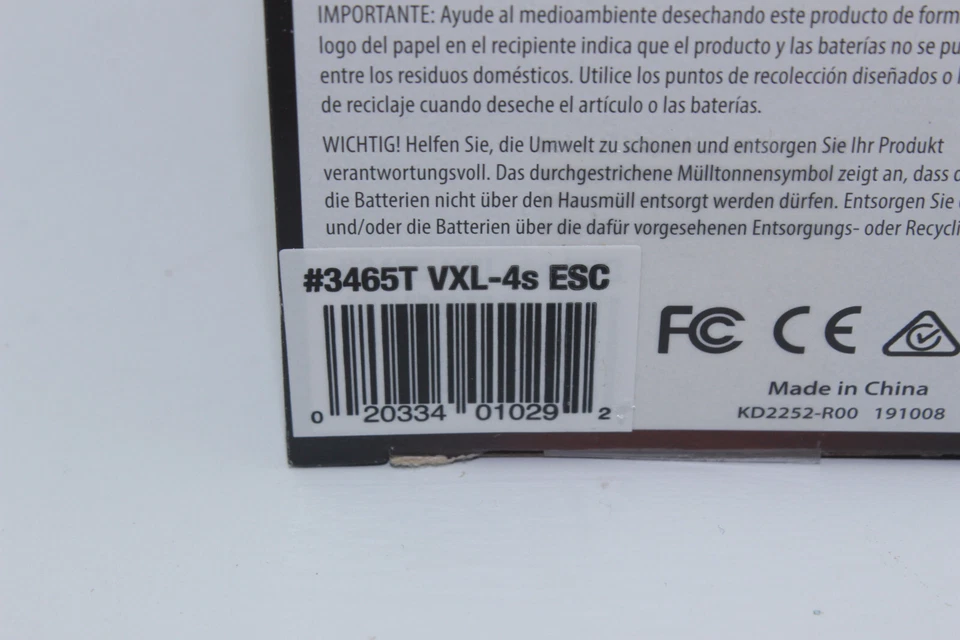 IMPORTANTE: Ayude al medioambiente desechando este producto de form
logo del papel en el recipiente indica que el producto y las baterías no se pu
entre los residuos domésticos. Utilice los puntos de recolección diseñados o
de reciclaje cuando deseche el artículo o las baterías.
WICHTIG! Helfen Sie, die Umwelt zu schonen und entsorgen Sie Ihr Produkt
verantwortungsvoll. Das durchgestrichene Mülltonnensymbol zeigt an, dass
die Batterien nicht über den Hausmüll entsorgt werden dürfen. Entsorgen Sie
und/oder die Batterien über die dafür vorgesehenen Entsorgungs- oder Recycli
#3465T VXL-4s ESC
0 20334 01029 2
FC CE
Made in China
KD2252-R00 191008